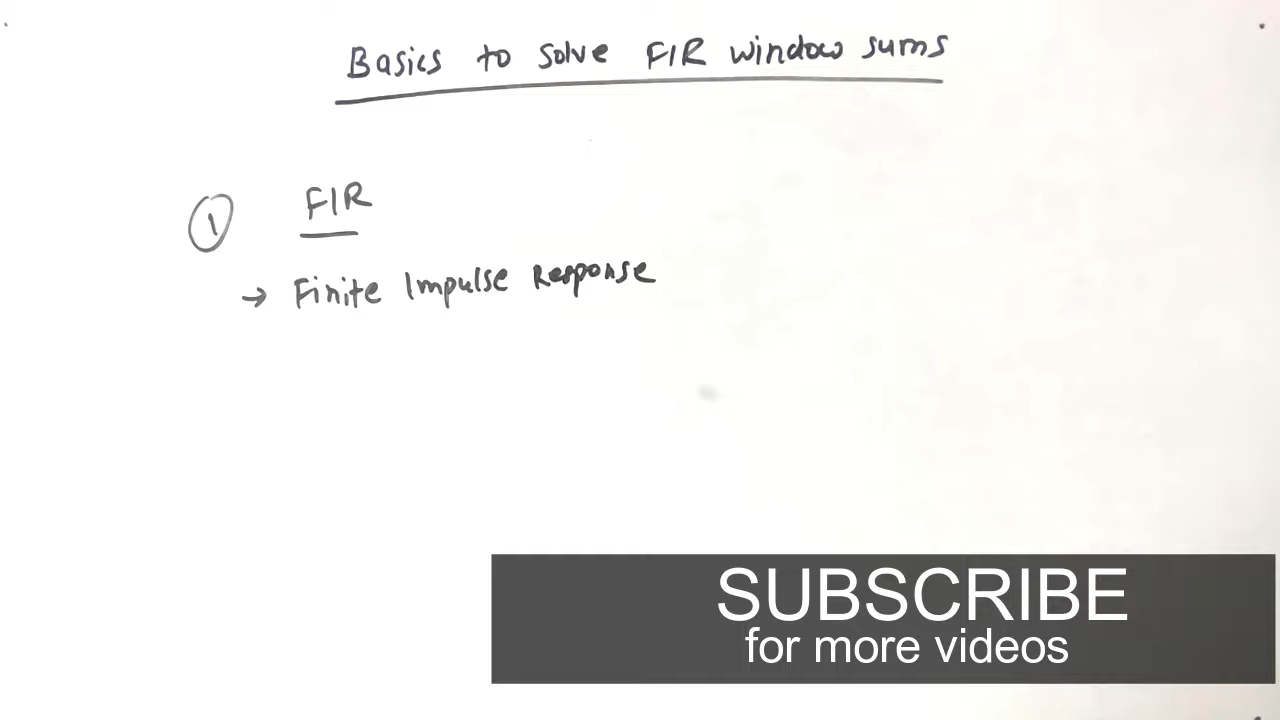 Basics to solve FIR window sums
1 FIR
→ Finite Impulse Response
SUBSCRIBE
for more videos